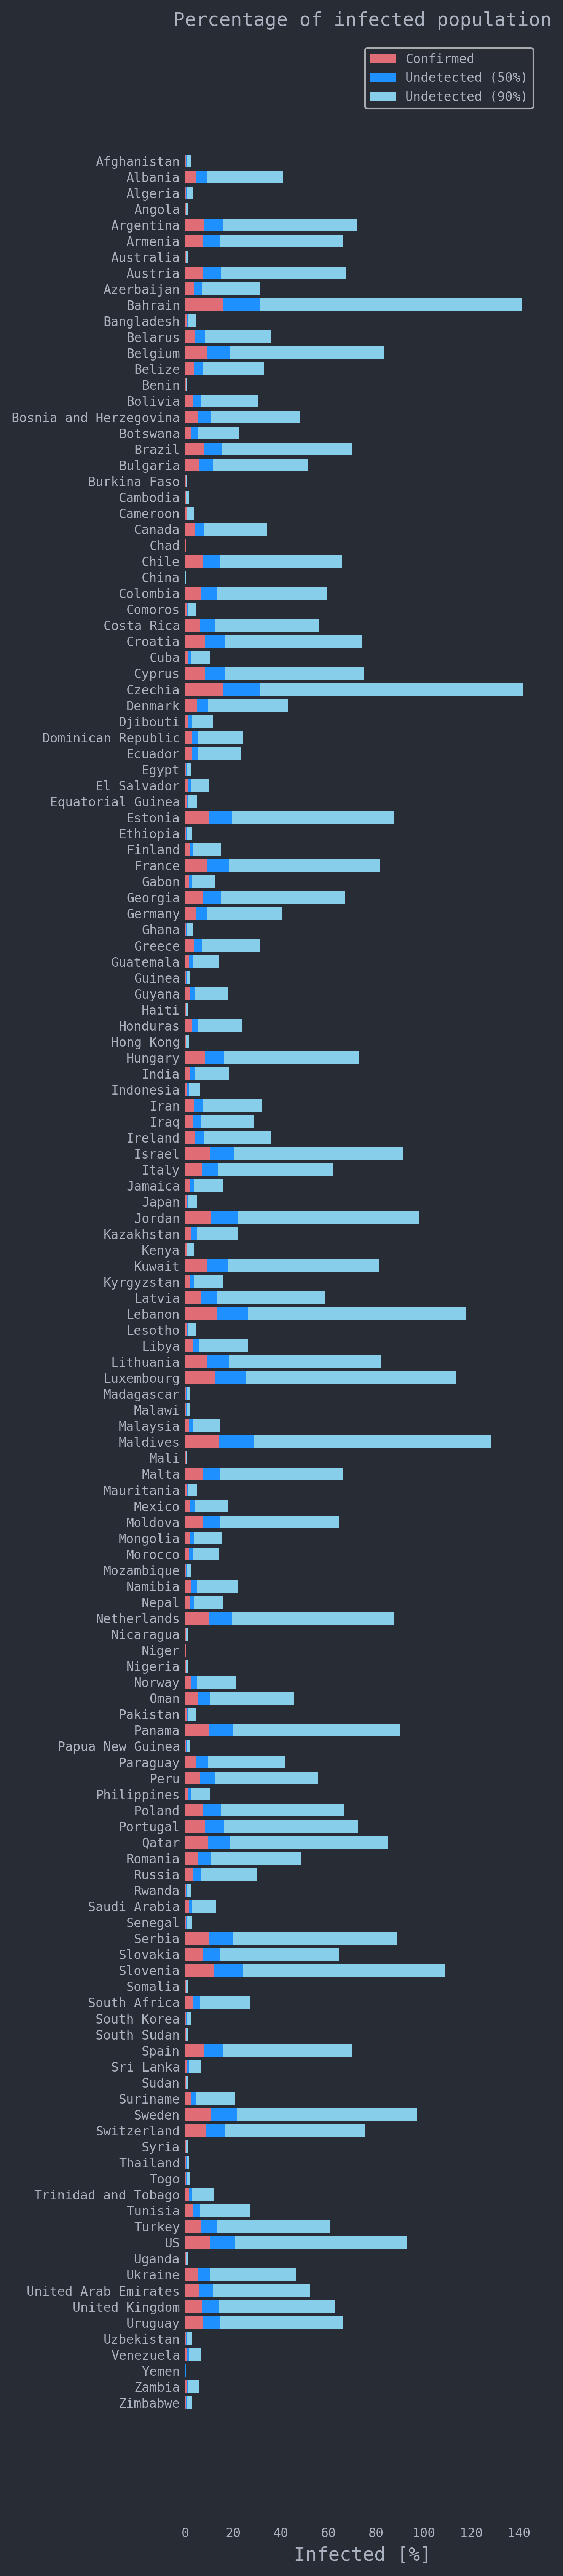 Percentage of infected population
Confirmed
Undetected (50%)
Undetected (90%)
Afghanistan
Albania
Algeria
Angola
Argentina
Armenia
Australia
Austria
Azerbaijan
Bahrain
Bangladesh
Belarus
Belgium
Belize
Benin
Bolivia
Bosnia and Herzegovina
Botswana
Brazil
Bulgaria
Burkina Faso
Cambodia
Cameroon
Canada
Chad
Chile
China
Colombia
Comoros
Costa Rica
Croatia
Cuba
Cyprus
Czechia
Denmark
Djibouti
Dominican Republic
Ecuador
Egypt
El Salvador
Equatorial Guinea
Estonia
Ethiopia
Finland
France
Gabon
Georgia
Germany
Ghana
Greece
Guatemala
Guinea
Guyana
Haiti
Honduras
Hong Kong
Hungary
India
Indonesia
Iran
Iraq
Ireland
Israel
Italy
Jamaica
Japan
Jordan
Kazakhstan
Kenya
Kuwait
Kyrgyzstan
Latvia
Lebanon
Lesotho
Libya
Lithuania
Luxembourg
Madagascar
Malawi
Malaysia
Maldives
Mali
Malta
Mauritania
Mexico
Moldova
Mongolia
Morocco
Mozambique
Namibia
Nepal
Netherlands
Nicaragua
Niger
Nigeria
Norway
Oman
Pakistan
Panama
Papua New Guinea
Paraguay
Peru
Philippines
Poland
Portugal
Qatar
Romania
Russia
Rwanda
Saudi Arabia
Senegal
Serbia
Slovakia
Slovenia
Somalia
South Africa
South Korea
South Sudan
Spain
Sri Lanka
Sudan
Suriname
Sweden
Switzerland
Syria
Thailand
Togo
Trinidad and Tobago
Tunisia
Turkey
US
Uganda
Ukraine
United Arab Emirates
United Kingdom
Uruguay
Uzbekistan
Venezuela
Yemen
Zambia
Zimbabwe
0 20 40 60 80 100 120 140
Infected [%]